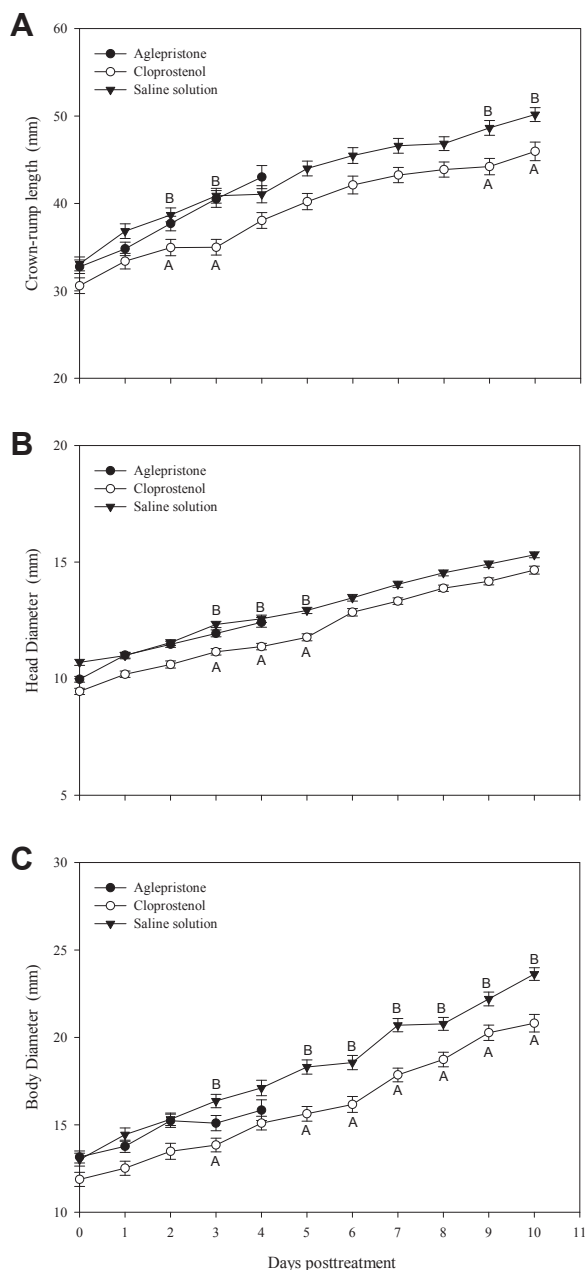 A
60
Aglepristone
Cloprostenol
Saline solution
B
B
50
B
B
Crown-rump length (mm)
40
A
A
A
A
30
20
B
20
Aglepristone
Cloprostenol
Saline solution
15
B
B
B
Head Diameter (mm)
10
A
A
A
5
C
30
Aglepristone
Cloprostenol
Saline solution
25
B
B
B
B
Body Diameter (mm)
20
B
B
B
A
A
A
A
15
A
A
A
10
0 1 2 3 4 5 6 7 8 9 10 11
Days posttreatment